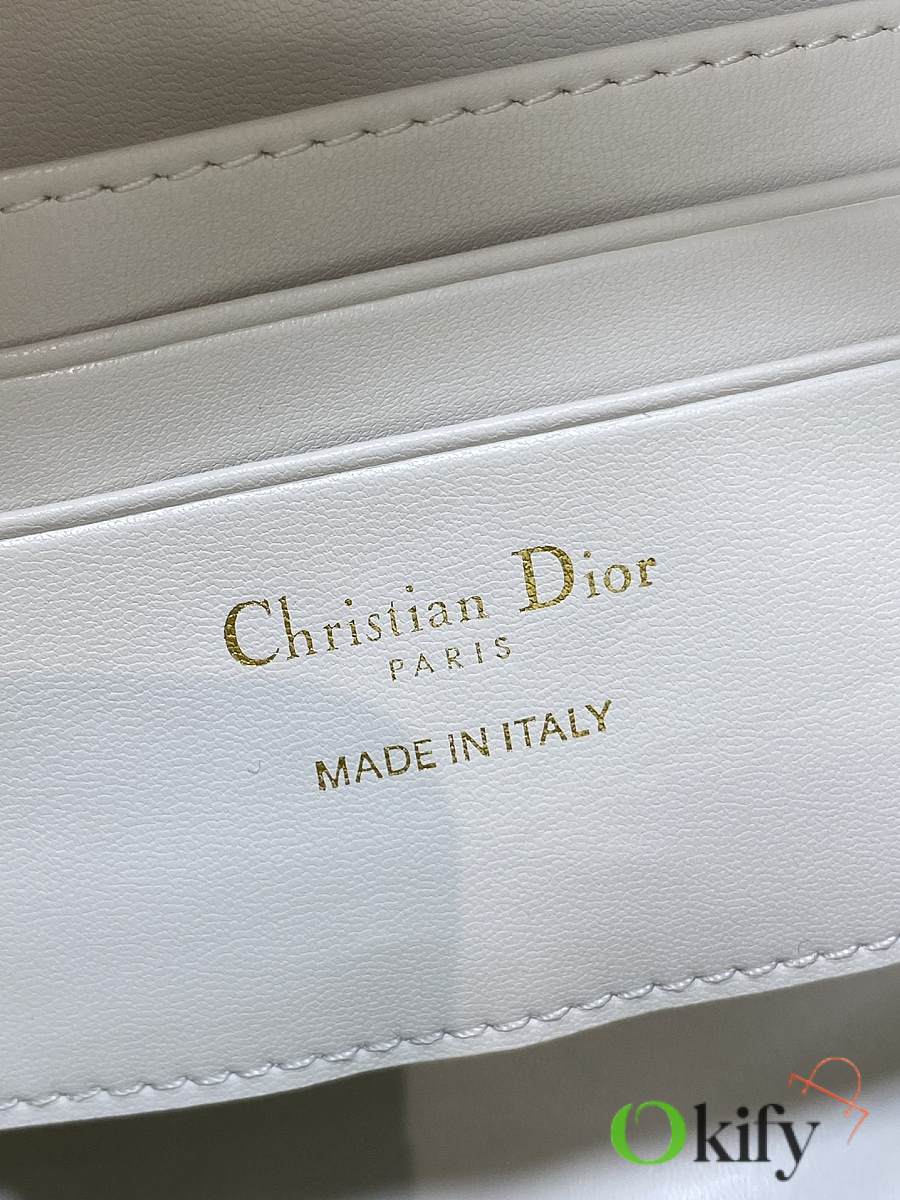 Christian Dior
PARIS
MADE IN ITALY
Okify